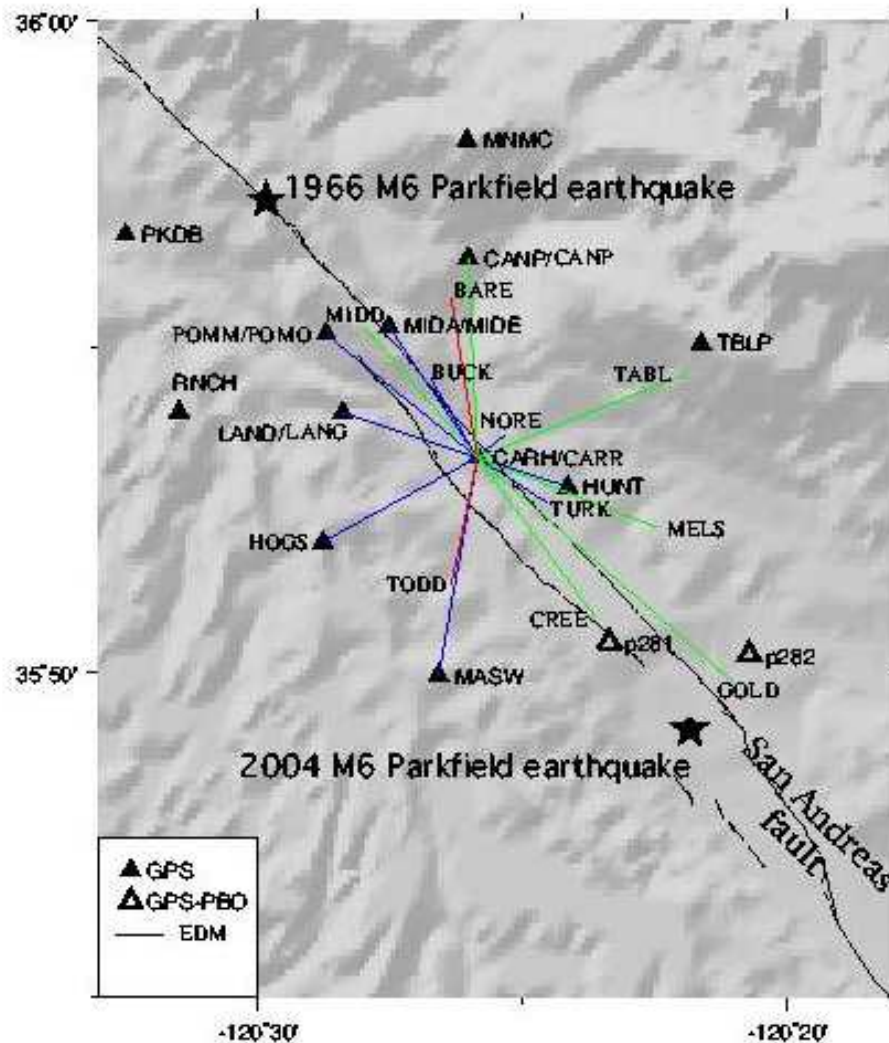 36°00'
MNMC
1966 M6 Parkfield earthquake
PKDB
CANP/CANP
BARE
MIDD
POMM/POMO
MIDA/MIDE
TBLP
BUCK
TABL
RNCH
NORE
LAND/LANG
CARH/CARR
HUNT
TURK
MELS
HOGS
TODD
CREE
p281
p282
35°50'
MASW
GOLD
2004 M6 Parkfield earthquake
San Andreas
fault
GPS
GPS-PBO
EDM
-120°30'
-120°20'